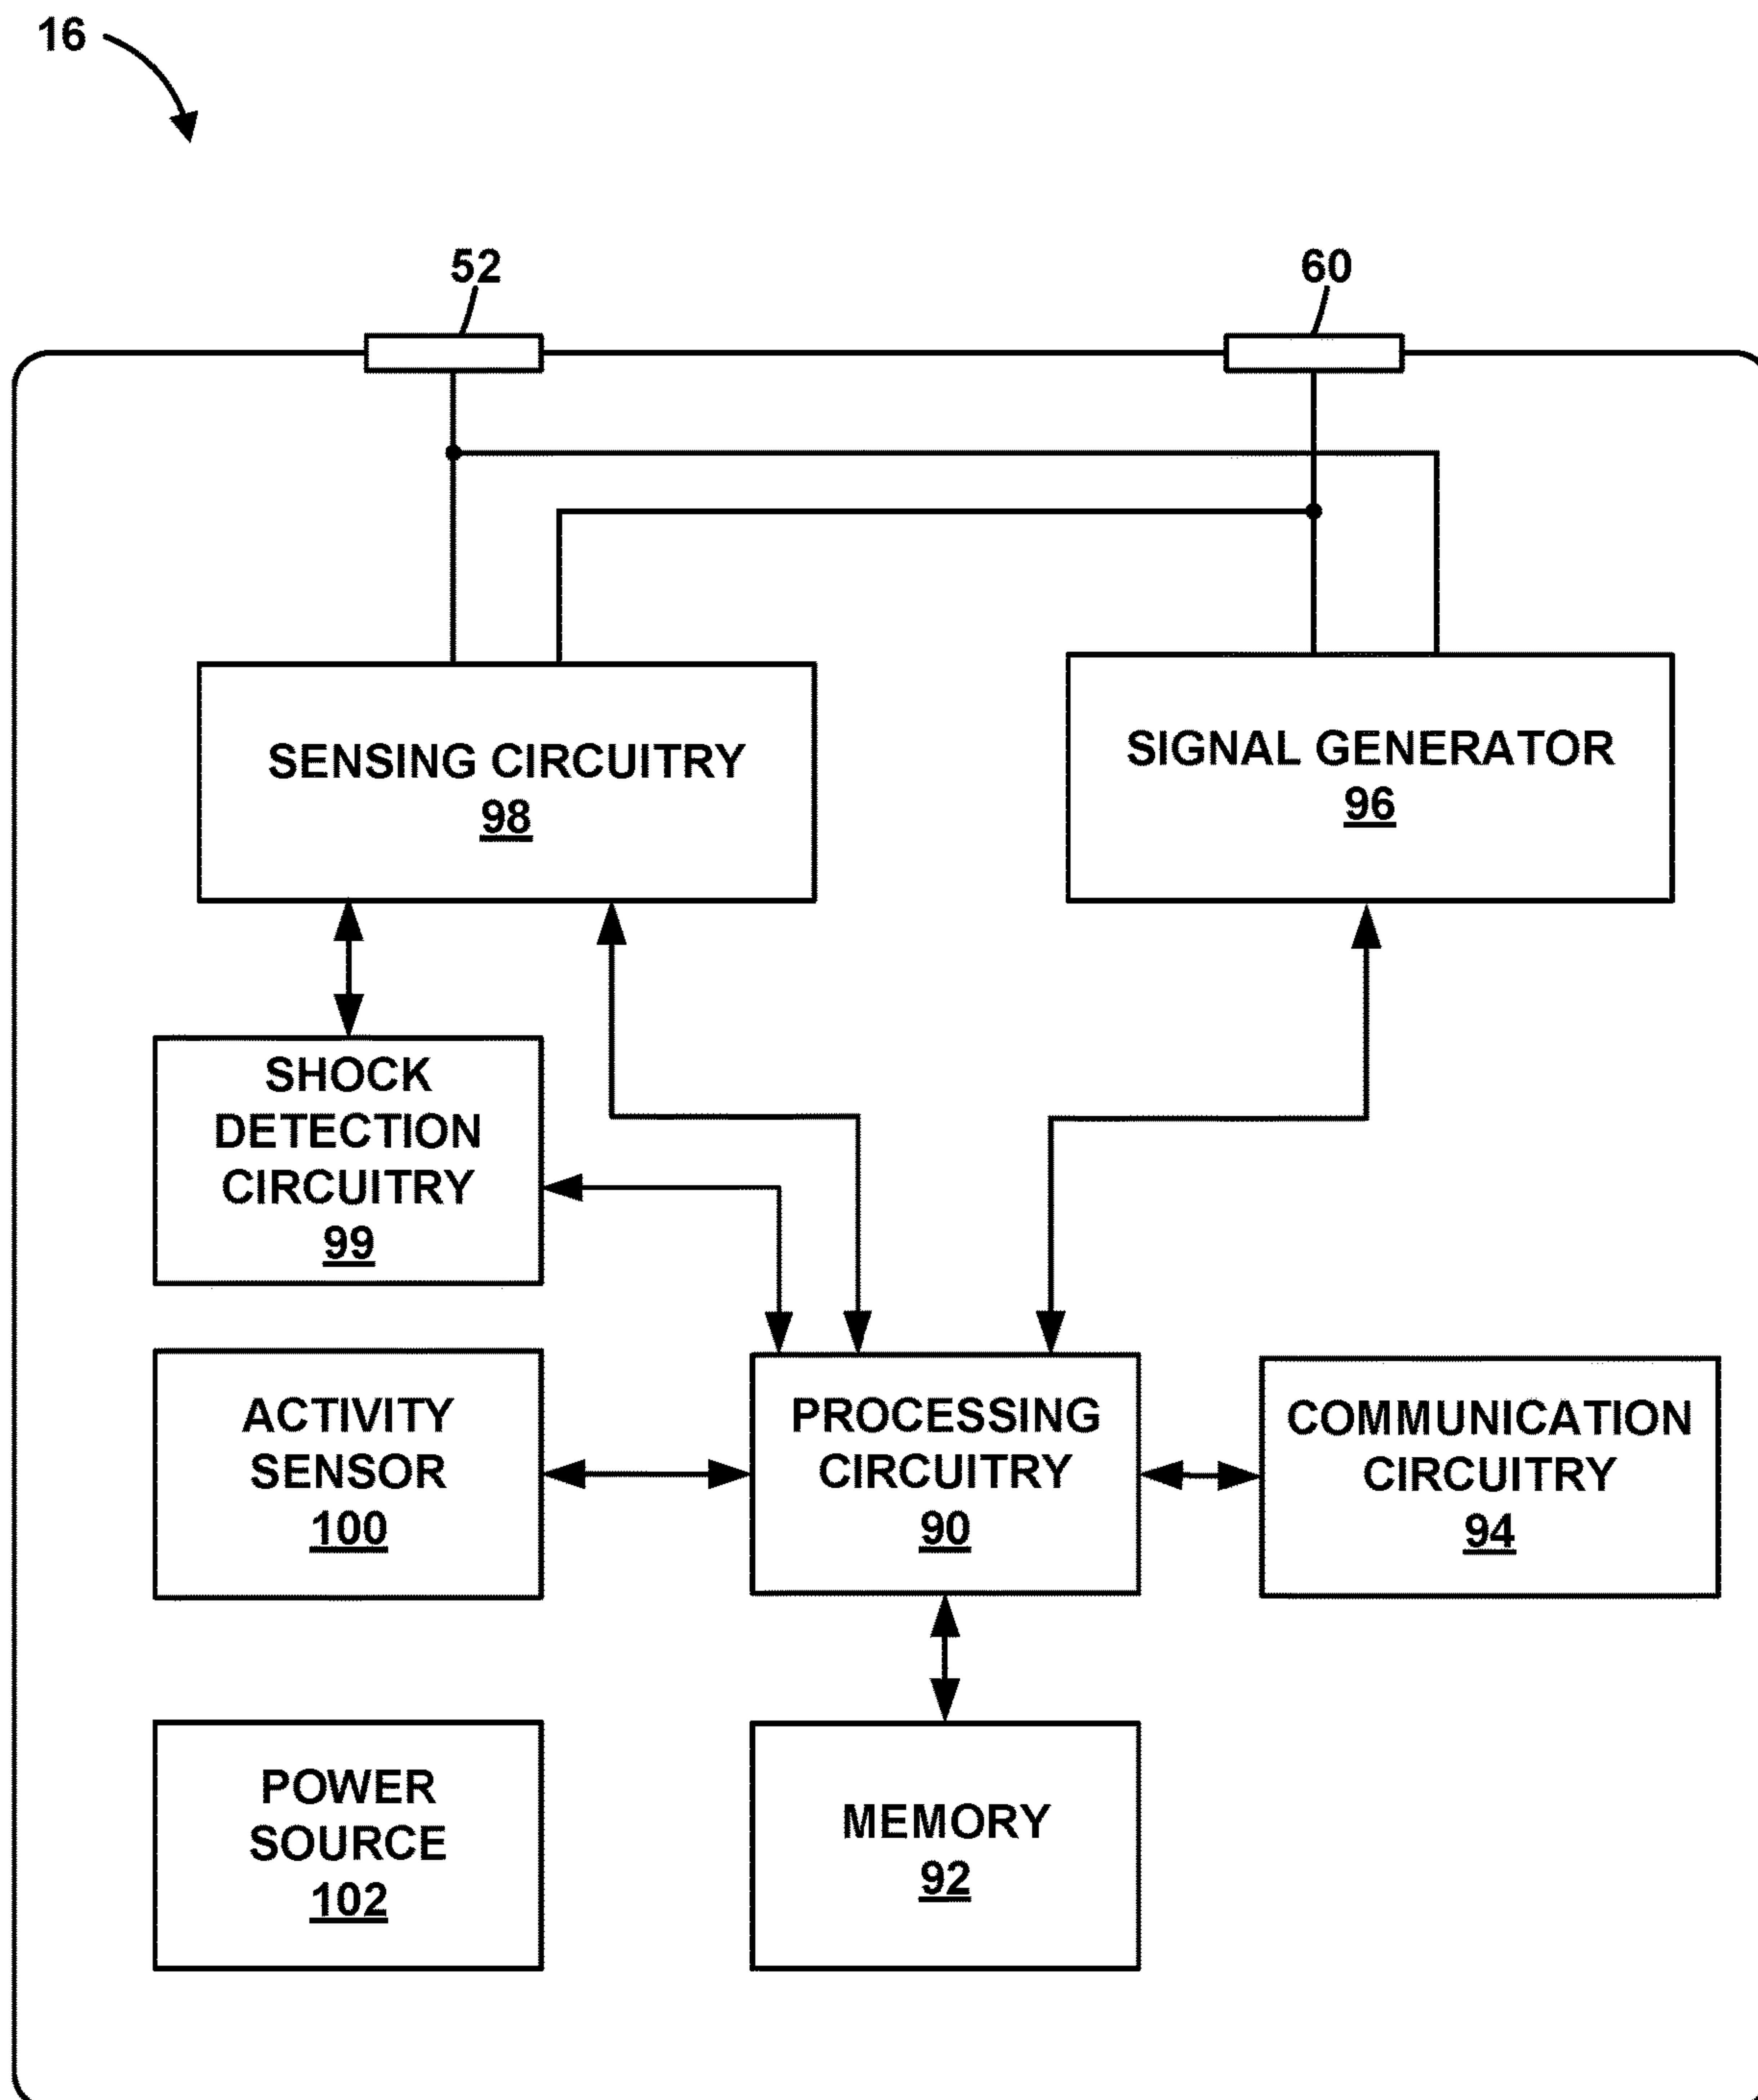 16
52
60
SENSING CIRCUITRY
98
SIGNAL GENERATOR
96
SHOCK
DETECTION
CIRCUITRY
99
ACTIVITY
SENSOR
100
PROCESSING
CIRCUITRY
90
COMMUNICATION
CIRCUITRY
94
POWER
SOURCE
102
MEMORY
92